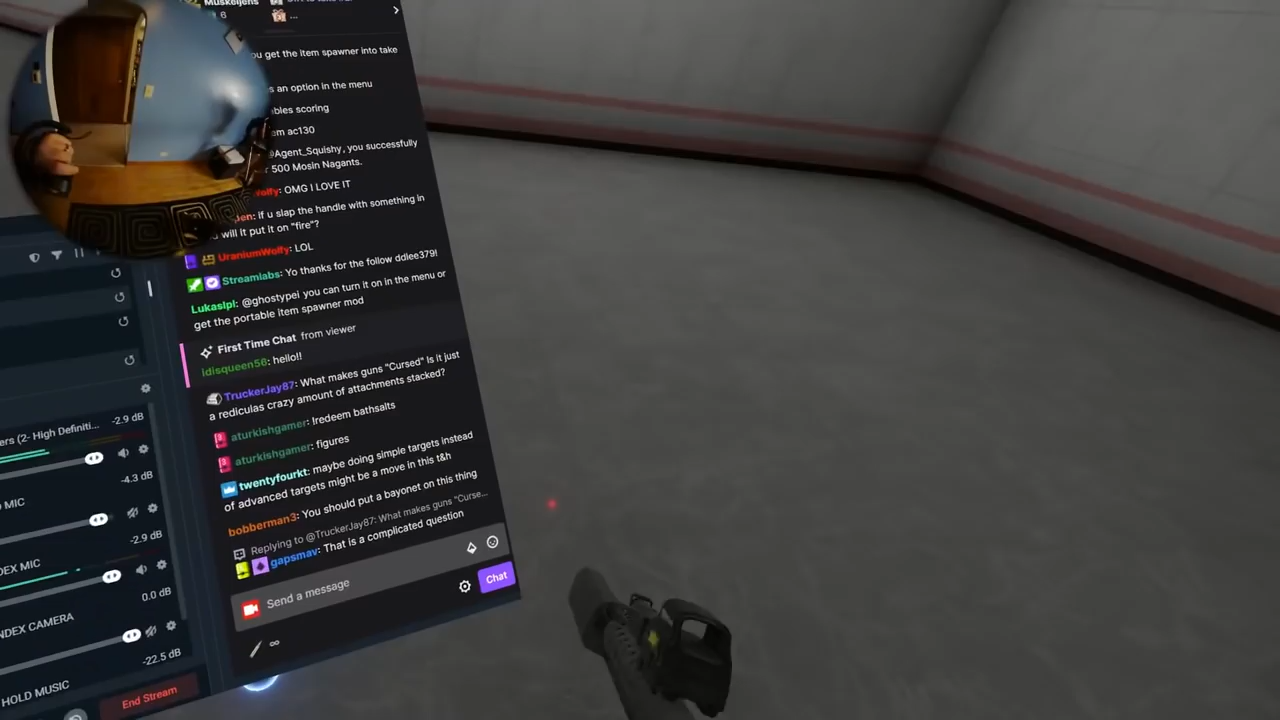 Muskeljens
6
...
ou get the item spawner into take
s an option in the menu
bles scoring
em ac130
@Agent_Squishy, you successfully
r 500 Mosin Nagants.
olfy: OMG I LOVE IT
en: If u slap the handle with something in
will it put it on "fire"?
UraniumWolfy: LOL
Streamlabs: Yo thanks for the follow ddlee379!
Lukaslpl: @ghostypei you can turn it on in the menu or
get the portable item spawner mod
First Time Chat from viewer
idisqueen56: hello!!
TruckerJay87: What makes guns "Cursed" Is it just
a rediculas crazy amount of attachments stacked?
aturkishgamer: !redeem bathsalts
aturkishgamer: figures
twentyfourkt: maybe doing simple targets instead
of advanced targets might be a move in this t&h
bobberman3: You should put a bayonet on this thing
Replying to @TruckerJay87: What makes guns "Curse...
gapsmav: That is a complicated question
Send a message
Chat
∞
ers (2- High Definiti...
-2.9 dB
MIC
-4.3 dB
DEX MIC
-2.9 dB
NDEX CAMERA
0.0 dB
HOLD MUSIC
-22.5 dB
End Stream